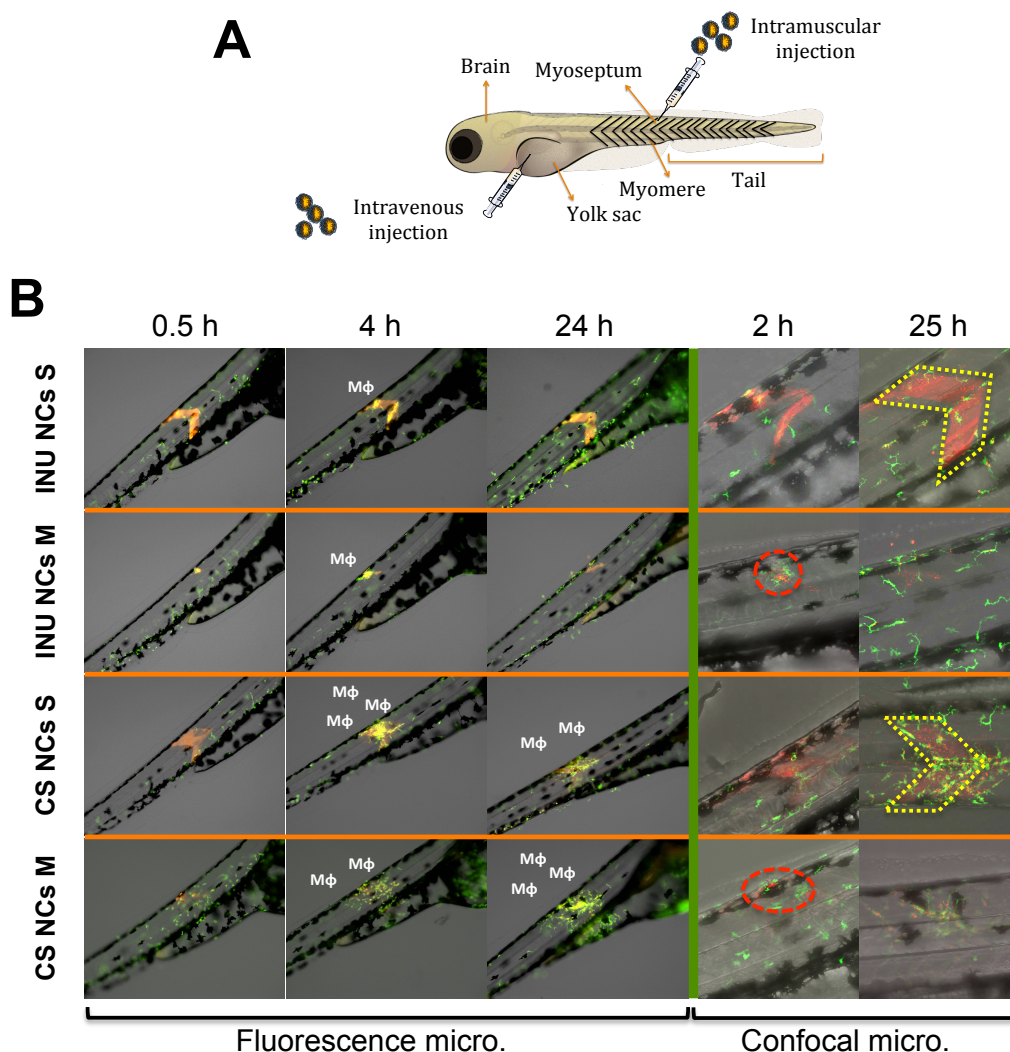 A
Intramuscular
injection
Brain
Myoseptum
Intravenous
injection
Yolk sac
Myomere
Tail
B
0.5 h
4 h
24 h
2 h
25 h
INU NCs S
Mφ
INU NCs M
Mφ
CS NCs S
Mφ
Mφ
Mφ
Mφ
Mφ
CS NCs M
Mφ
Mφ
Mφ
Mφ
Mφ
Fluorescence micro.
Confocal micro.